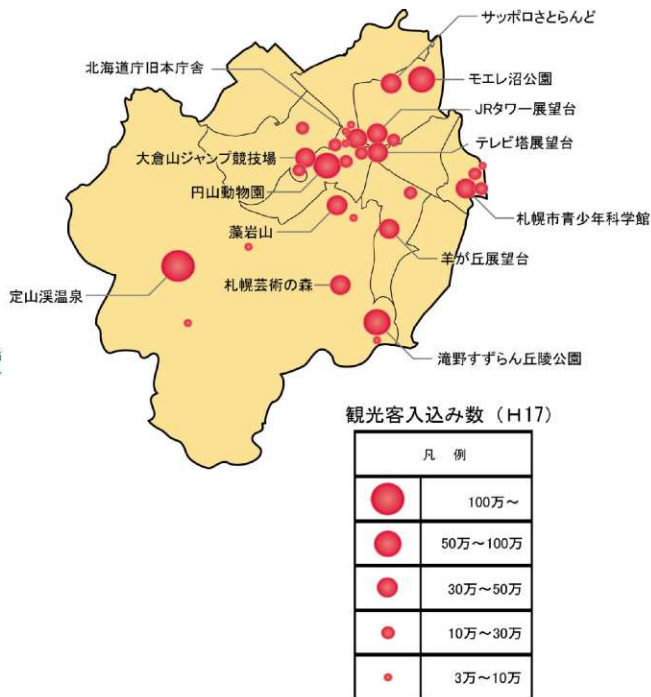 サッポロさとらんど
北海道庁旧本庁舎
モエレ沼公園
JRタワー展望台
テレビ塔展望台
大倉山ジャンプ競技場
円山動物園
札幌市青少年科学館
藻岩山
羊が丘展望台
定山渓温泉
札幌芸術の森
滝野すずらん丘陵公園
観光客入込み数（H17）
凡 例
100万～
50万～100万
30万～50万
10万～30万
3万～10万